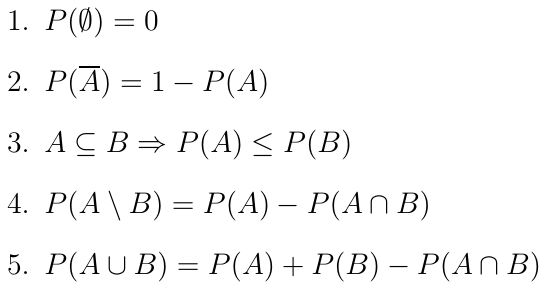 1. P(∅) = 0
2. P(A̅) = 1 − P(A)
3. A ⊆ B ⇒ P(A) ≤ P(B)
4. P(A \ B) = P(A) − P(A ∩ B)
5. P(A ∪ B) = P(A) + P(B) − P(A ∩ B)